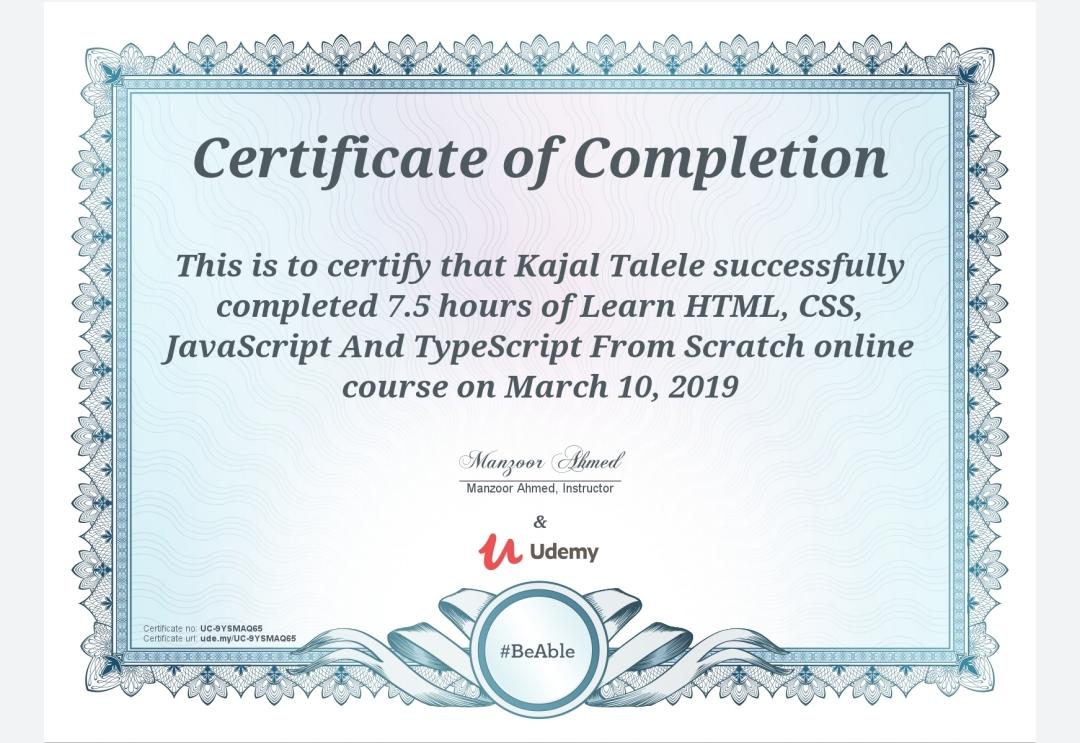 Certificate of Completion
This is to certify that Kajal Talele successfully
completed 7.5 hours of Learn HTML, CSS,
JavaScript And TypeScript From Scratch online
course on March 10, 2019
Manzoor Ahmed
Manzoor Ahmed, Instructor
&
Udemy
Certificate no: UC-9YSMAQ65
Certificate url: ude.my/UC-9YSMAQ65
#BeAble